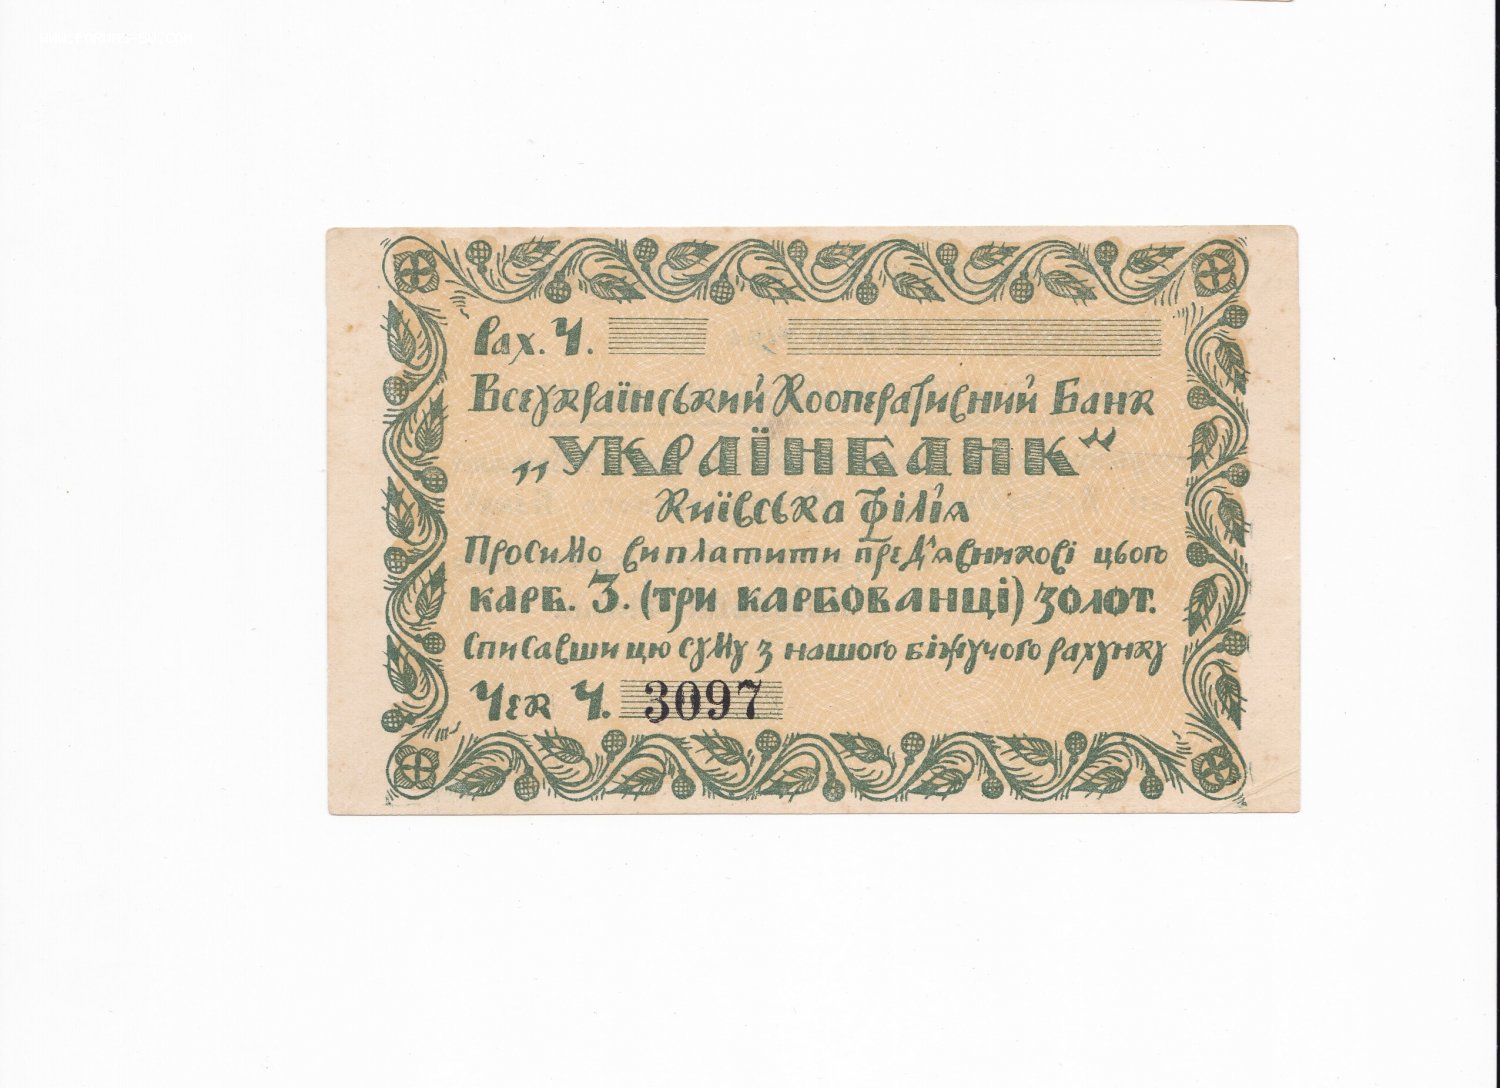 Рах. Ч.
Всеукраїнський Кооперативний Банк
„УКРАЇНБАНК“
Київська філія
Просимо виплатити пред'явникові цього
КАРБ. 3. (ТРИ КАРБОВАНЦІ) ЗОЛОТ.
Списавши цю суму з нашого біжучого рахунку
Чек Ч. 3097